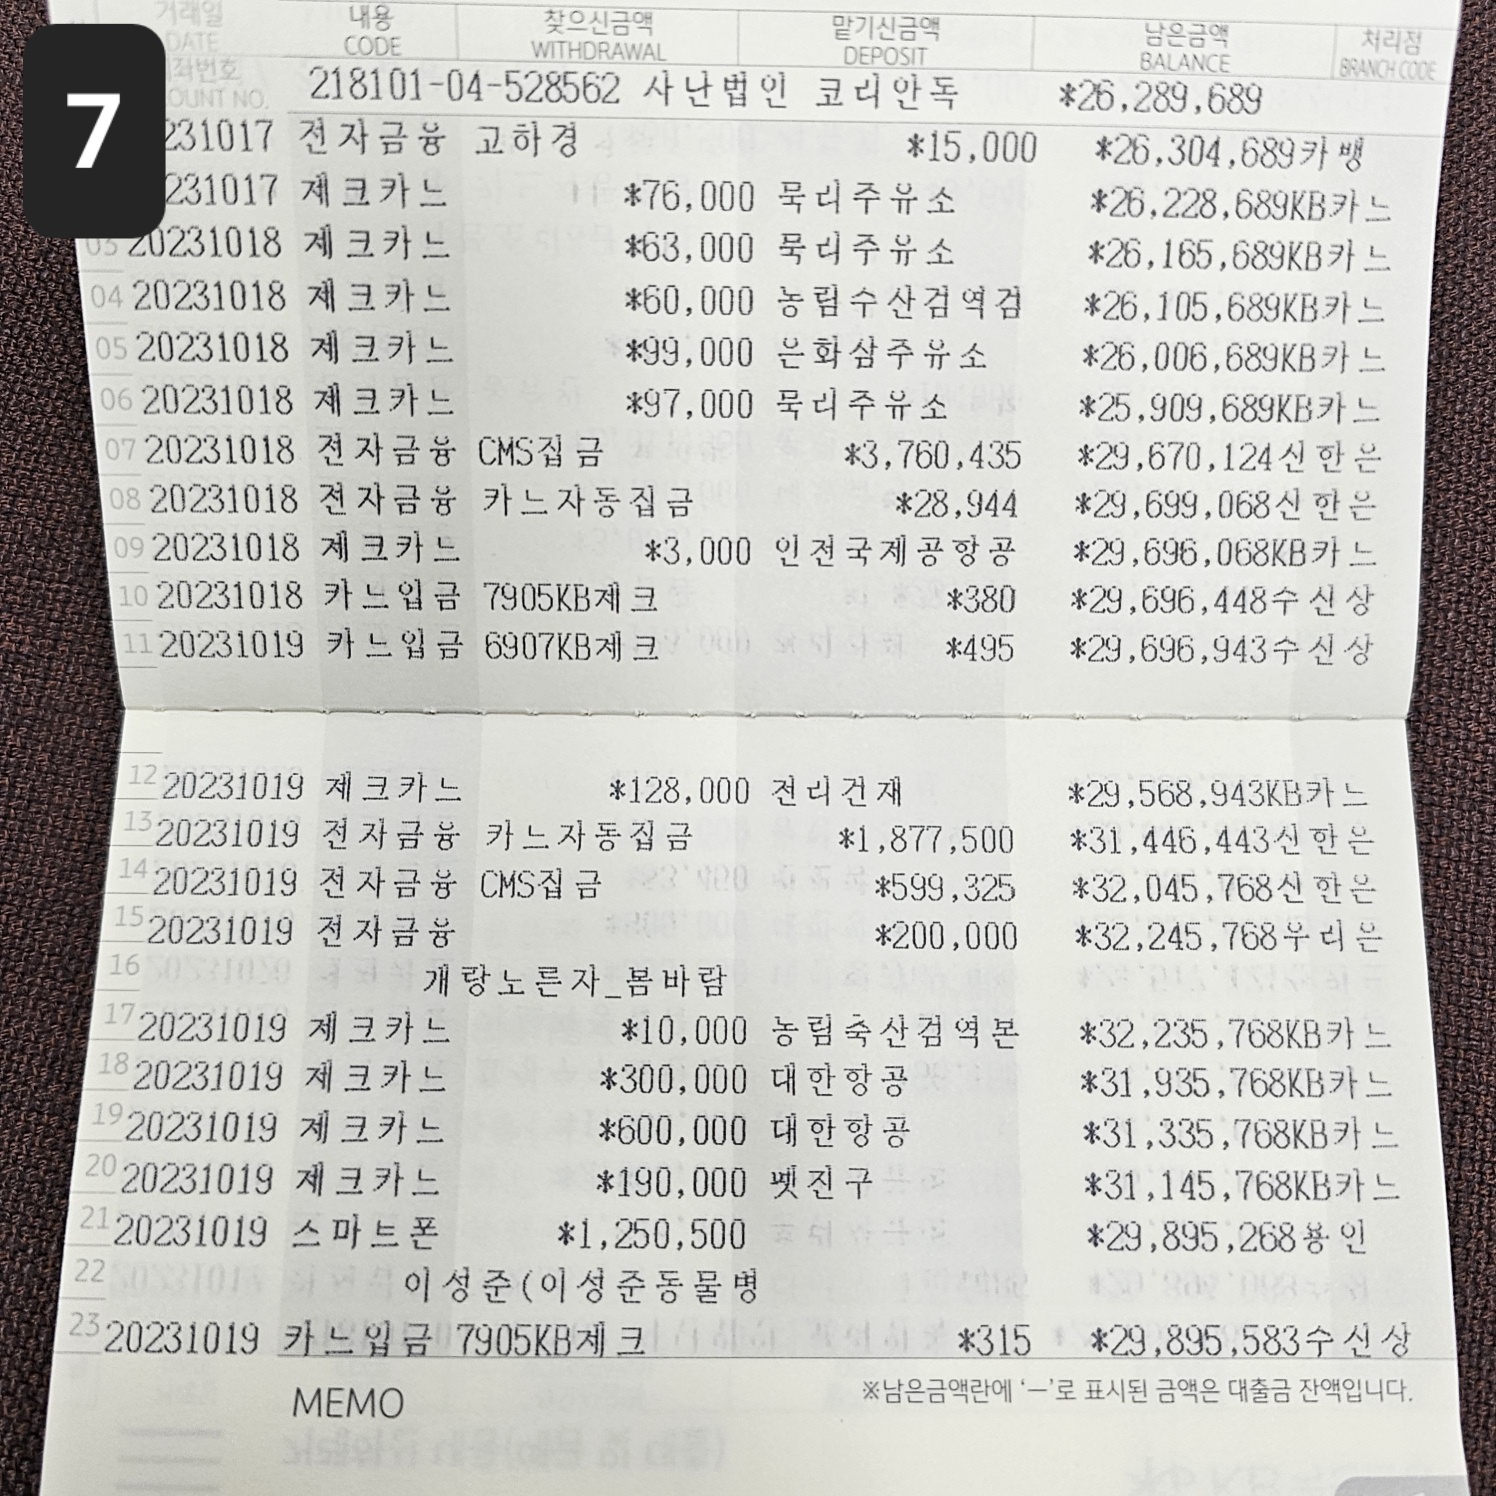 7
거래일 내용 찾으신금액 맡기신금액 남은금액 처리점
DATE CODE WITHDRAWAL DEPOSIT BALANCE BRANCH CODE
좌번호
OUNT NO. 218101-04-528562 사단법인 코리안독 *26,289,689
231017 전자금융 고하경 *15,000 *26,304,689카뱅
231017 체크카드 *76,000 묵리주유소 *26,228,689KB카드
03 20231018 체크카드 *63,000 묵리주유소 *26,165,689KB카드
04 20231018 체크카드 *60,000 농림수산검역검 *26,105,689KB카드
05 20231018 체크카드 *99,000 은화삼주유소 *26,006,689KB카드
06 20231018 체크카드 *97,000 묵리주유소 *25,909,689KB카드
07 20231018 전자금융 CMS집금 *3,760,435 *29,670,124신한은
08 20231018 전자금융 카드자동집금 *28,944 *29,699,068신한은
09 20231018 체크카드 *3,000 인천국제공항공 *29,696,068KB카드
10 20231018 카드입금 7905KB체크 *380 *29,696,448수신상
11 20231019 카드입금 6907KB체크 *495 *29,696,943수신상
12 20231019 체크카드 *128,000 천리건재 *29,568,943KB카드
13 20231019 전자금융 카드자동집금 *1,877,500 *31,446,443신한은
14 20231019 전자금융 CMS집금 *599,325 *32,045,768신한은
15 20231019 전자금융 *200,000 *32,245,768우리은
16 개랑노른자_봄바람
17 20231019 체크카드 *10,000 농림축산검역본 *32,235,768KB카드
18 20231019 체크카드 *300,000 대한항공 *31,935,768KB카드
19 20231019 체크카드 *600,000 대한항공 *31,335,768KB카드
20 20231019 체크카드 *190,000 펫진구 *31,145,768KB카드
21 20231019 스마트폰 *1,250,500 *29,895,268용인
22 이성준(이성준동물병
23 20231019 카드입금 7905KB체크 *315 *29,895,583수신상
MEMO ※남은금액란에 ‘-’로 표시된 금액은 대출금 잔액입니다.